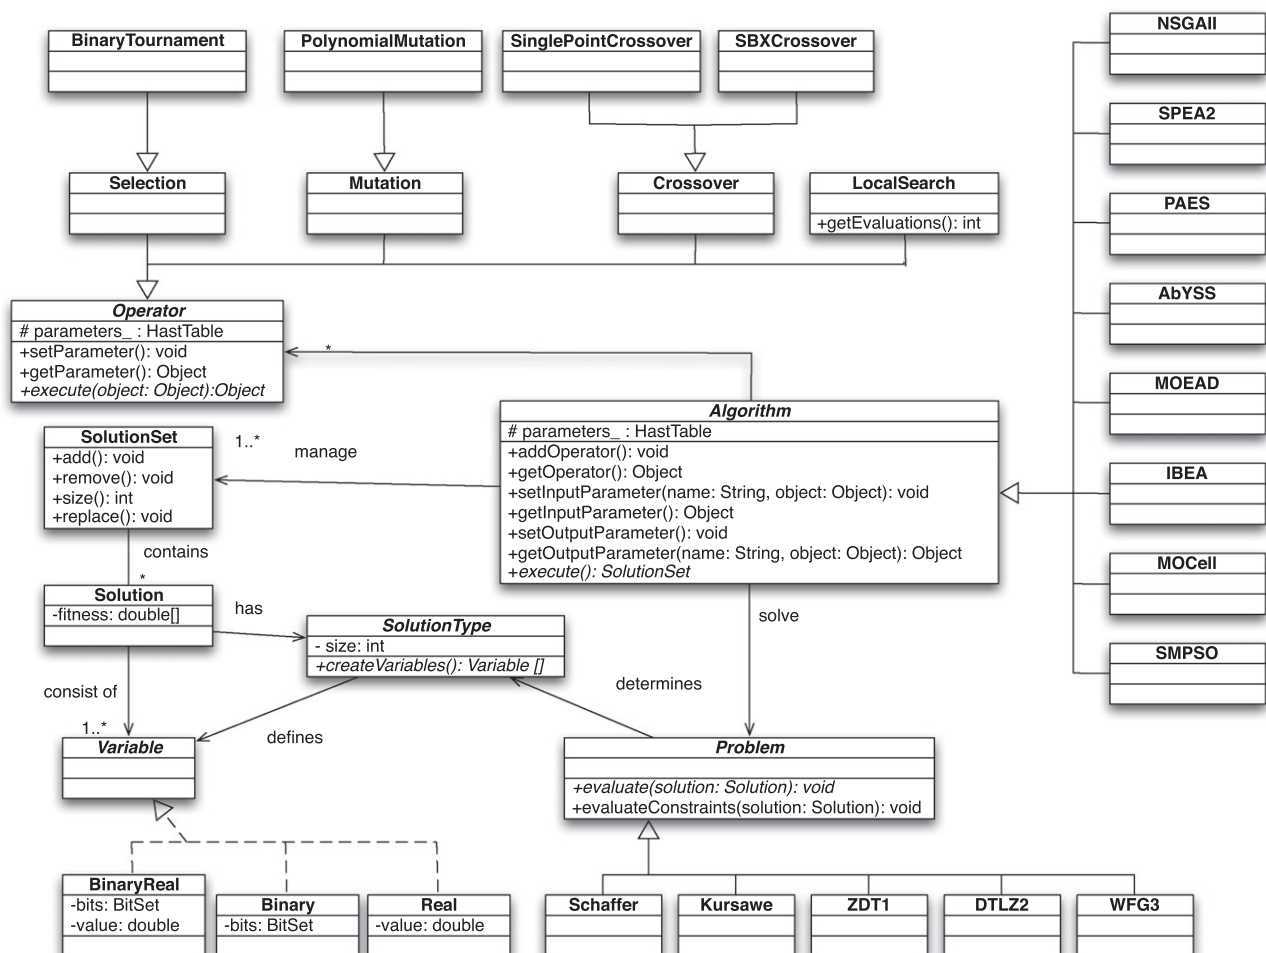 BinaryTournament
PolynomialMutation
SinglePointCrossover
SBXCrossover
NSGAII
SPEA2
PAES
AbYSS
MOEAD
IBEA
MOCell
SMPSO
Selection
Mutation
Crossover
LocalSearch
+getEvaluations(): int
Operator
# parameters_ : HastTable
+setParameter(): void
+getParameter(): Object
+execute(object: Object):Object
*
Algorithm
# parameters_ : HastTable
+addOperator(): void
+getOperator(): Object
+setInputParameter(name: String, object: Object): void
+getInputParameter(): Object
+setOutputParameter(): void
+getOutputParameter(name: String, object: Object): Object
+execute(): SolutionSet
SolutionSet
+add(): void
+remove(): void
+size(): int
+replace(): void
1..*
manage
contains
*
Solution
-fitness: double[]
has
SolutionType
- size: int
+createVariables(): Variable []
solve
determines
consist of
1..*
defines
Variable
Problem
+evaluate(solution: Solution): void
+evaluateConstraints(solution: Solution): void
BinaryReal
-bits: BitSet
-value: double
Binary
-bits: BitSet
Real
-value: double
Schaffer
Kursawe
ZDT1
DTLZ2
WFG3